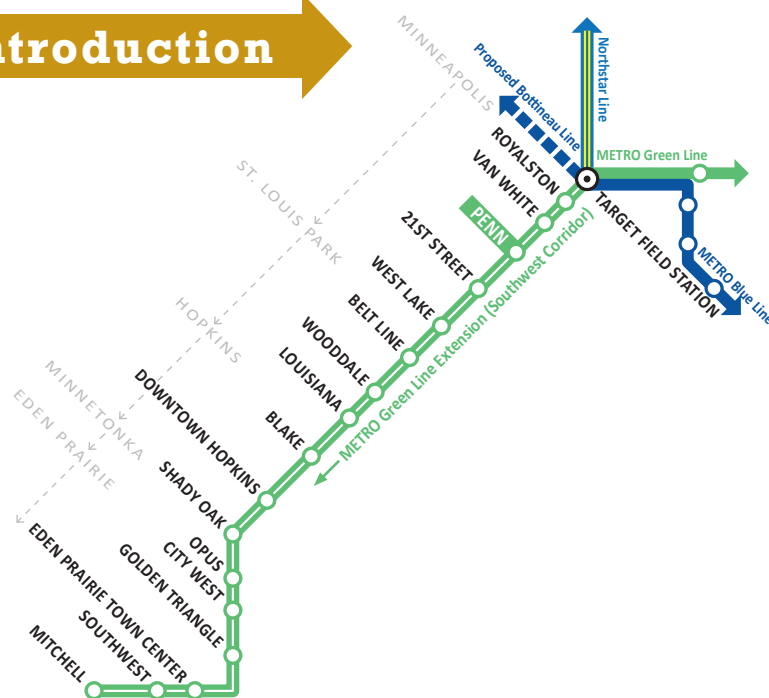 ntroduction
MINNEAPOLIS
ST. LOUIS PARK
HOPKINS
MINNETONKA
EDEN PRAIRIE
Northstar Line
Proposed Bottineau Line
METRO Green Line
METRO Blue Line
TARGET FIELD STATION
ROYALSTON
VAN WHITE
PENN
21ST STREET
WEST LAKE
BELT LINE
WOODDALE
LOUISIANA
BLAKE
DOWNTOWN HOPKINS
SHADY OAK
OPUS
CITY WEST
GOLDEN TRIANGLE
EDEN PRAIRIE TOWN CENTER
SOUTHWEST
MITCHELL
METRO Green Line Extension (Southwest Corridor)